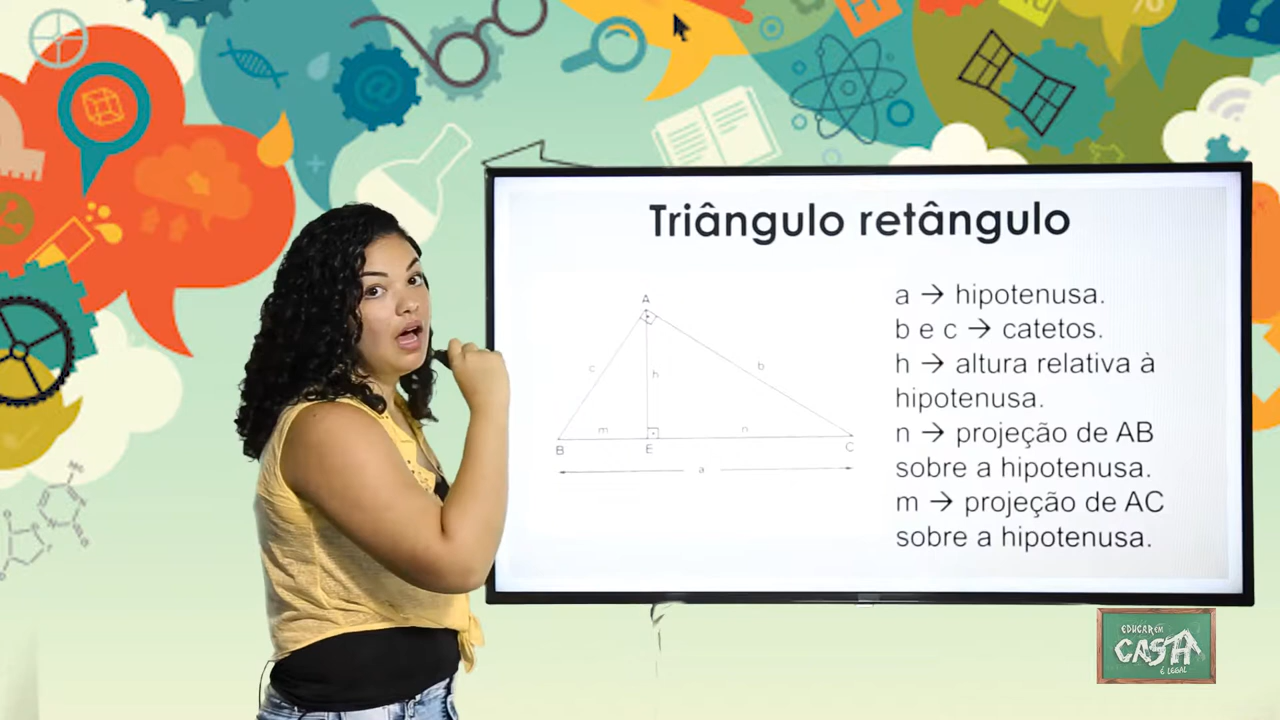 Triângulo retângulo
A
c
h
b
m
n
B
E
C
a
a → hipotenusa.
b e c → catetos.
h → altura relativa à
hipotenusa.
n → projeção de AB
sobre a hipotenusa.
m → projeção de AC
sobre a hipotenusa.
EDUCAR EM
CASA
É LEGAL